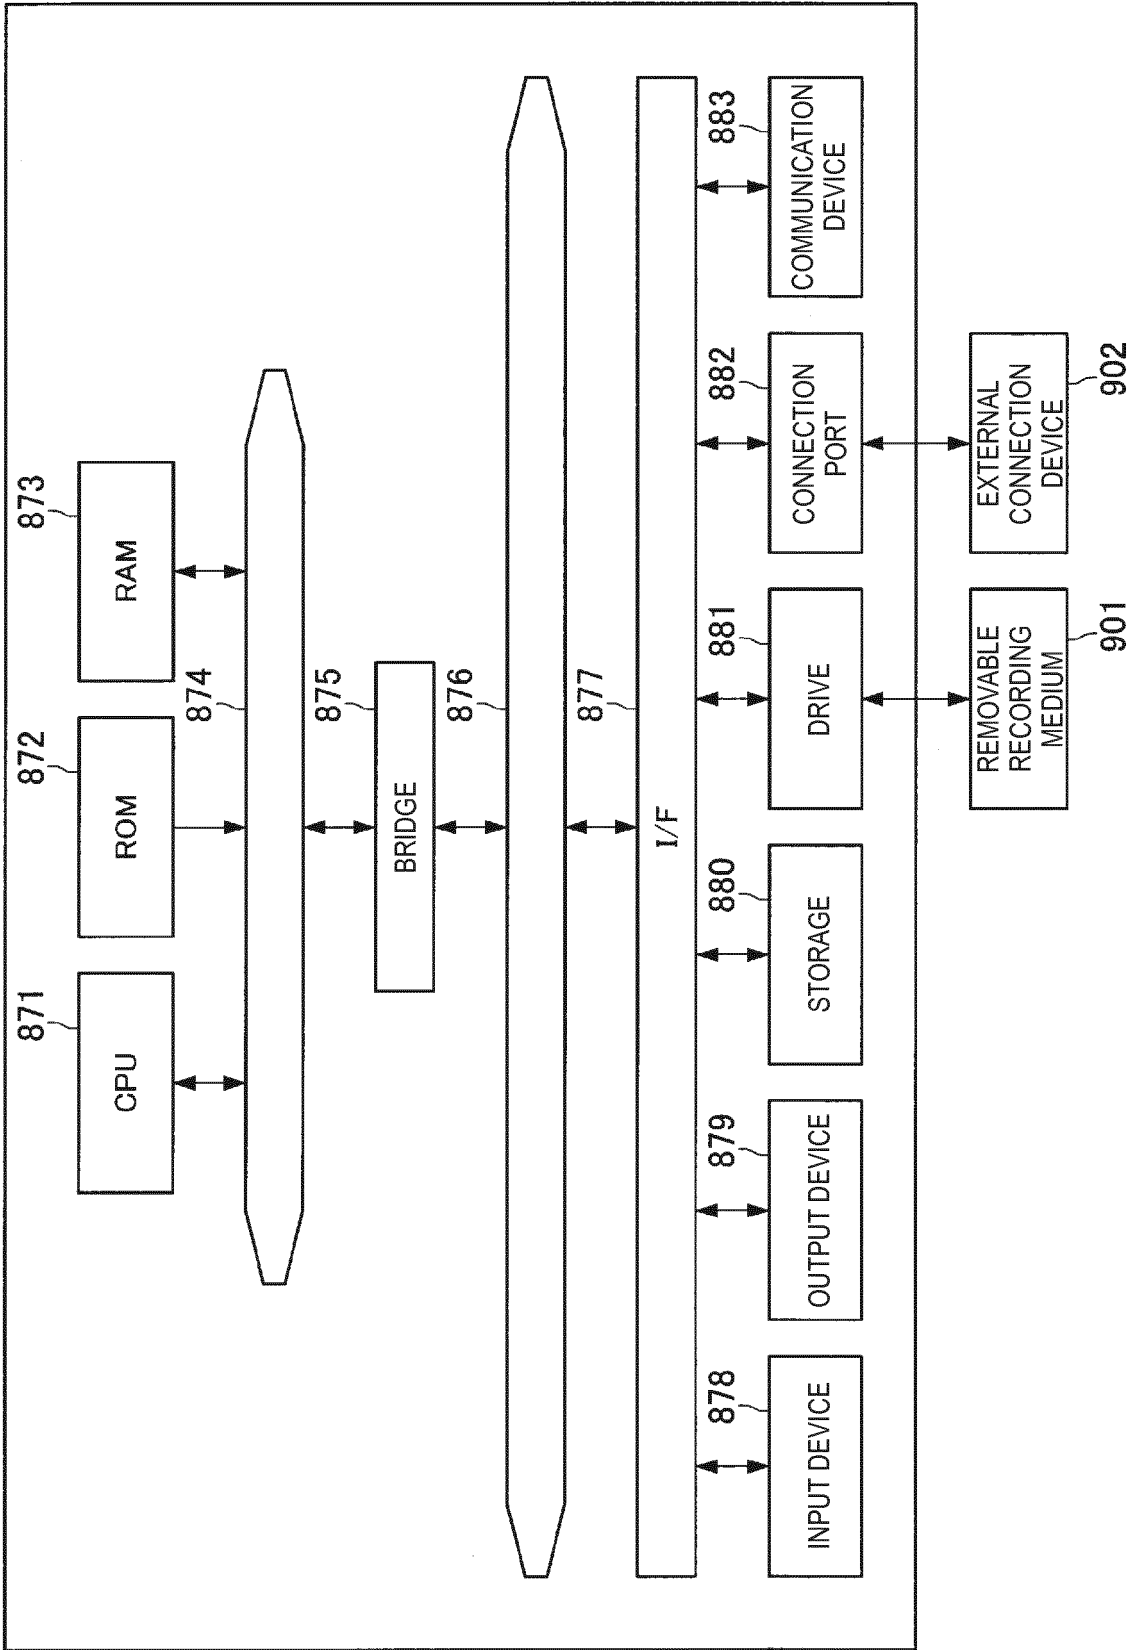 871
CPU
872
ROM
873
RAM
874
875
BRIDGE
876
877
I/F
878
INPUT DEVICE
879
OUTPUT DEVICE
880
STORAGE
881
DRIVE
882
CONNECTION
PORT
883
COMMUNICATION
DEVICE
REMOVABLE
RECORDING
MEDIUM
901
EXTERNAL
CONNECTION
DEVICE
902